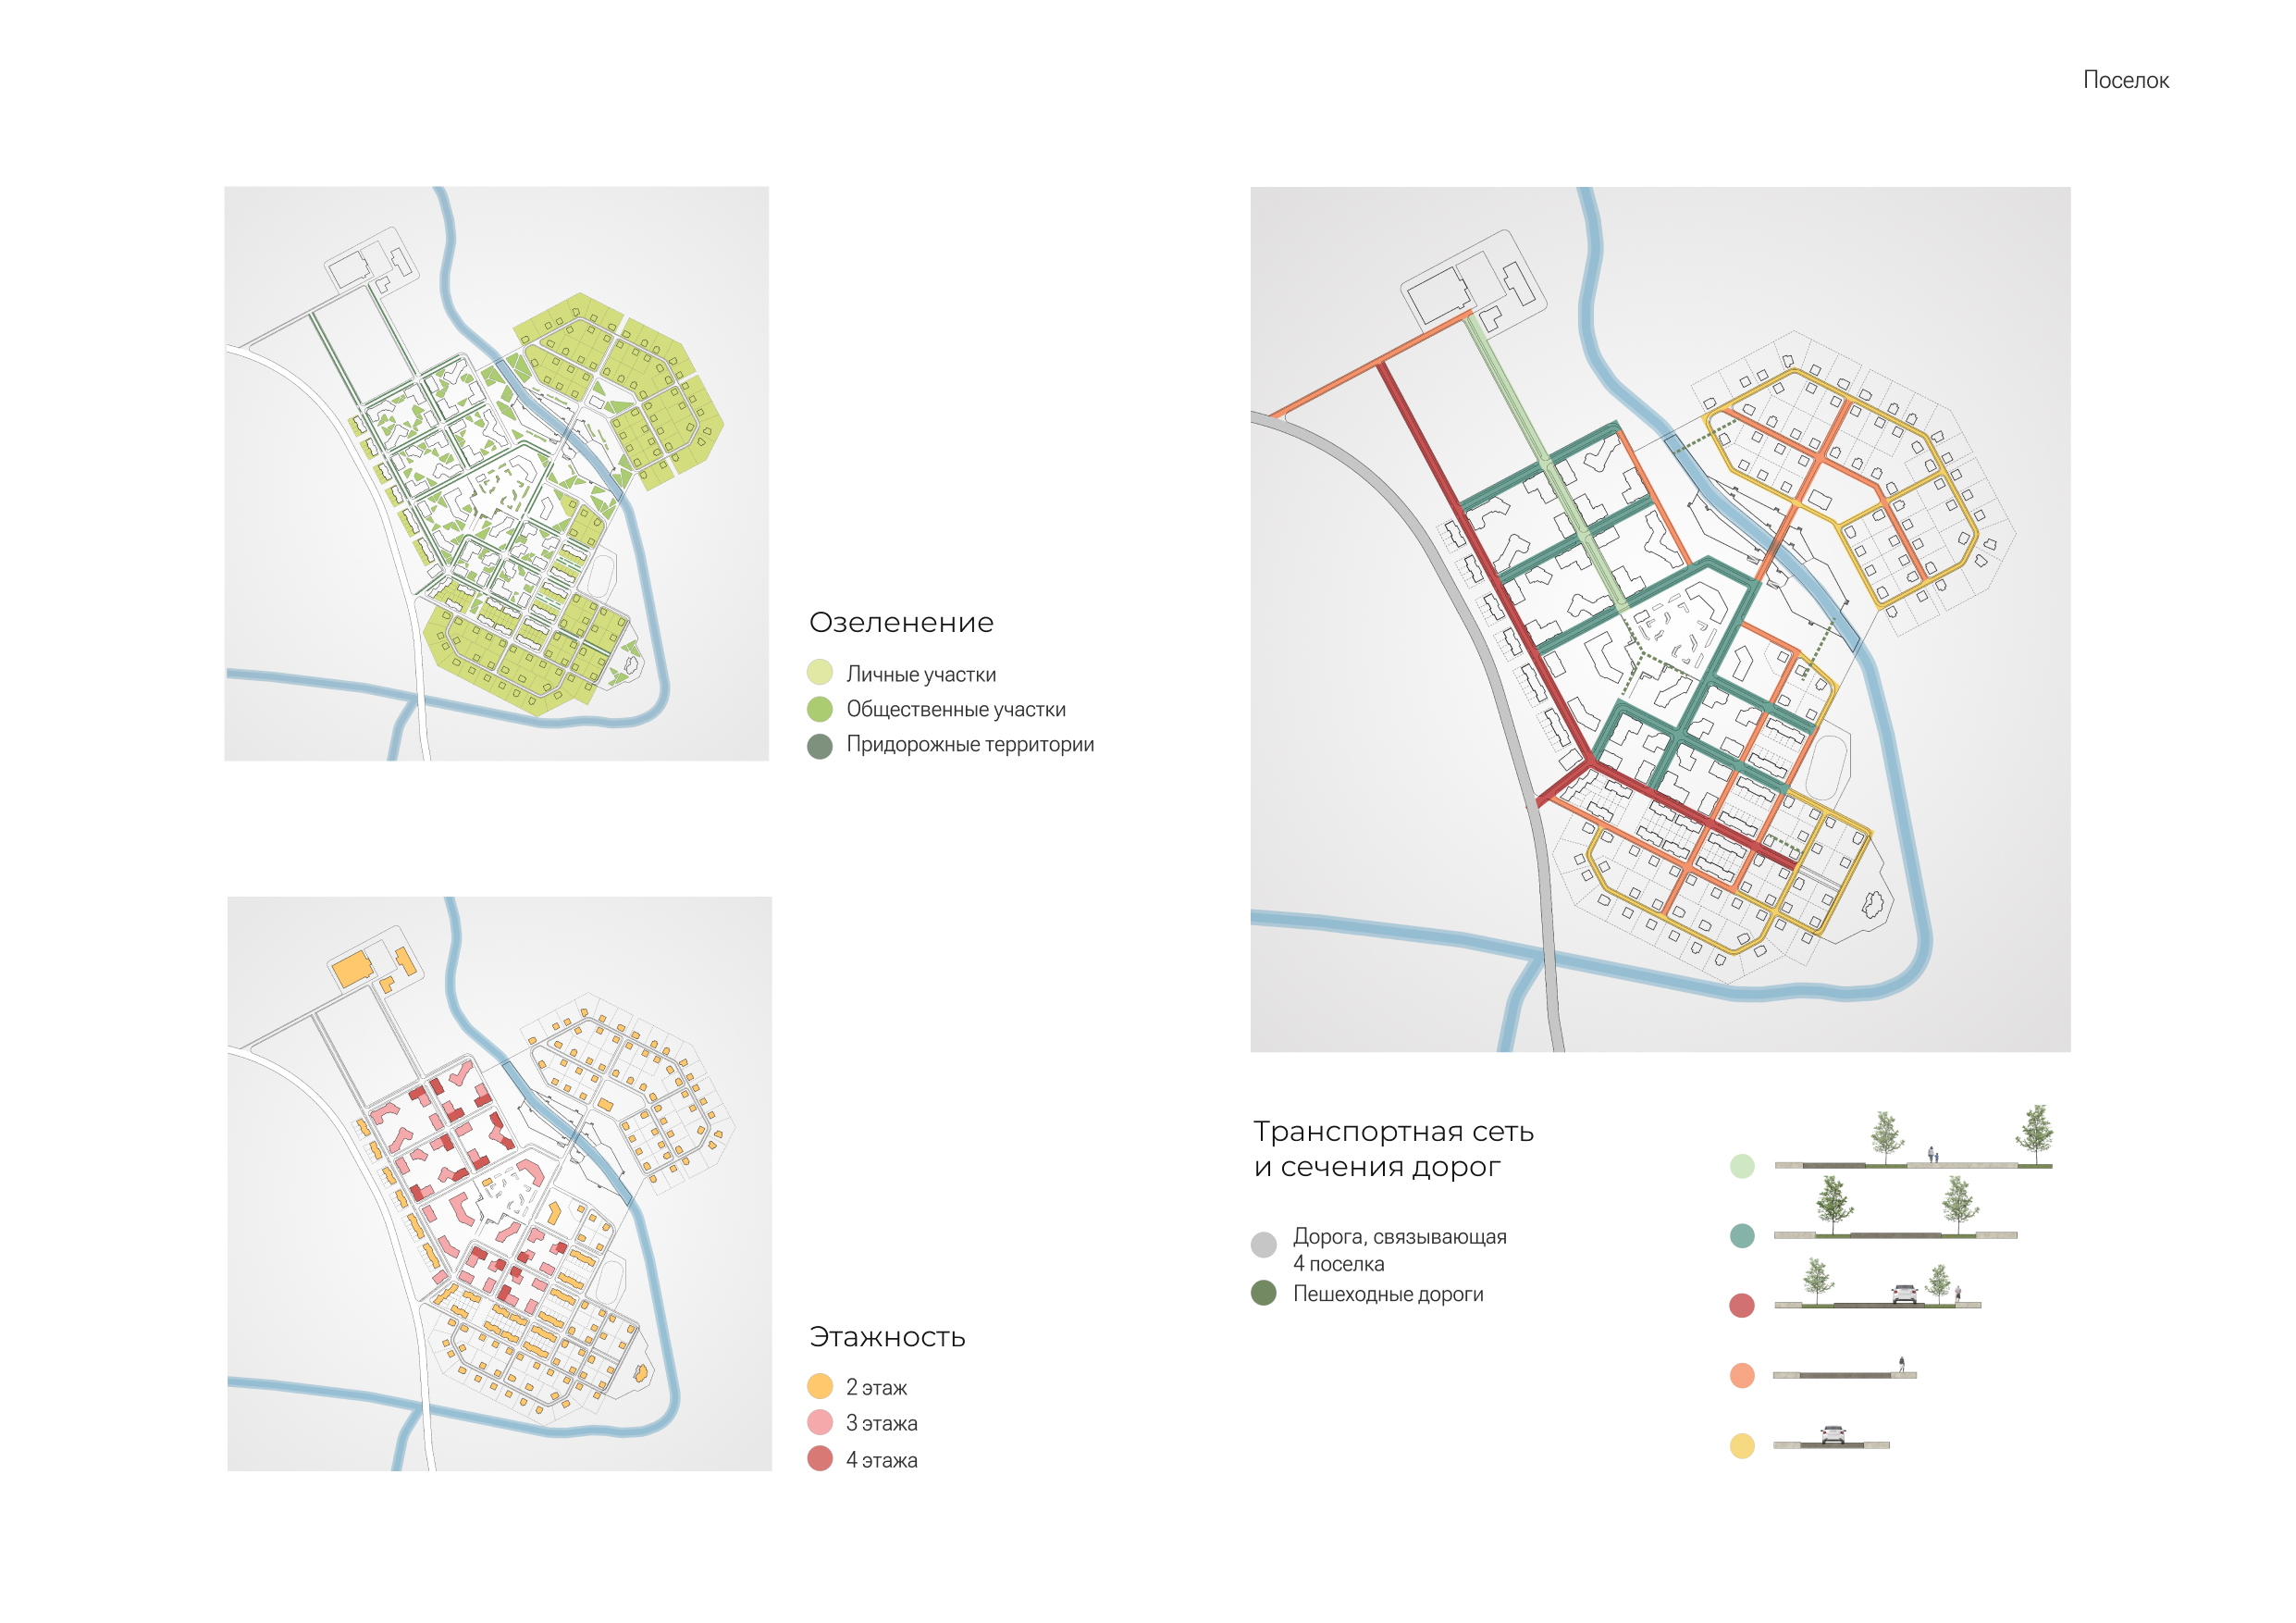 Поселок
Озеленение
Личные участки
Общественные участки
Придорожные территории
Этажность
2 этаж
3 этажа
4 этажа
Транспортная сеть
и сечения дорог
Дорога, связывающая
4 поселка
Пешеходные дороги